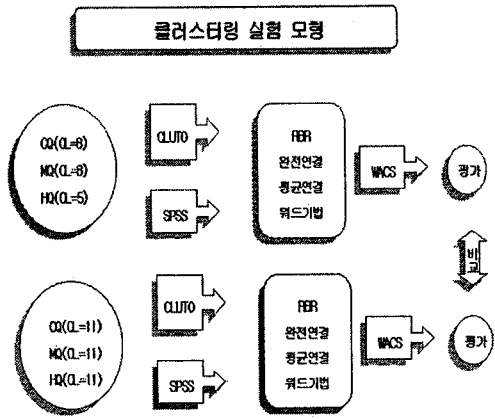 클러스터링 실험 모형
CQ(CL=8)
MQ(CL=8)
HQ(CL=5)
CLUTO
SPSS
RBR
완전연결
평균연결
워드기법
WACS
평가
비교
CQ(CL=11)
MQ(CL=11)
HQ(CL=11)
CLUTO
SPSS
RBR
완전연결
평균연결
워드기법
WACS
평가